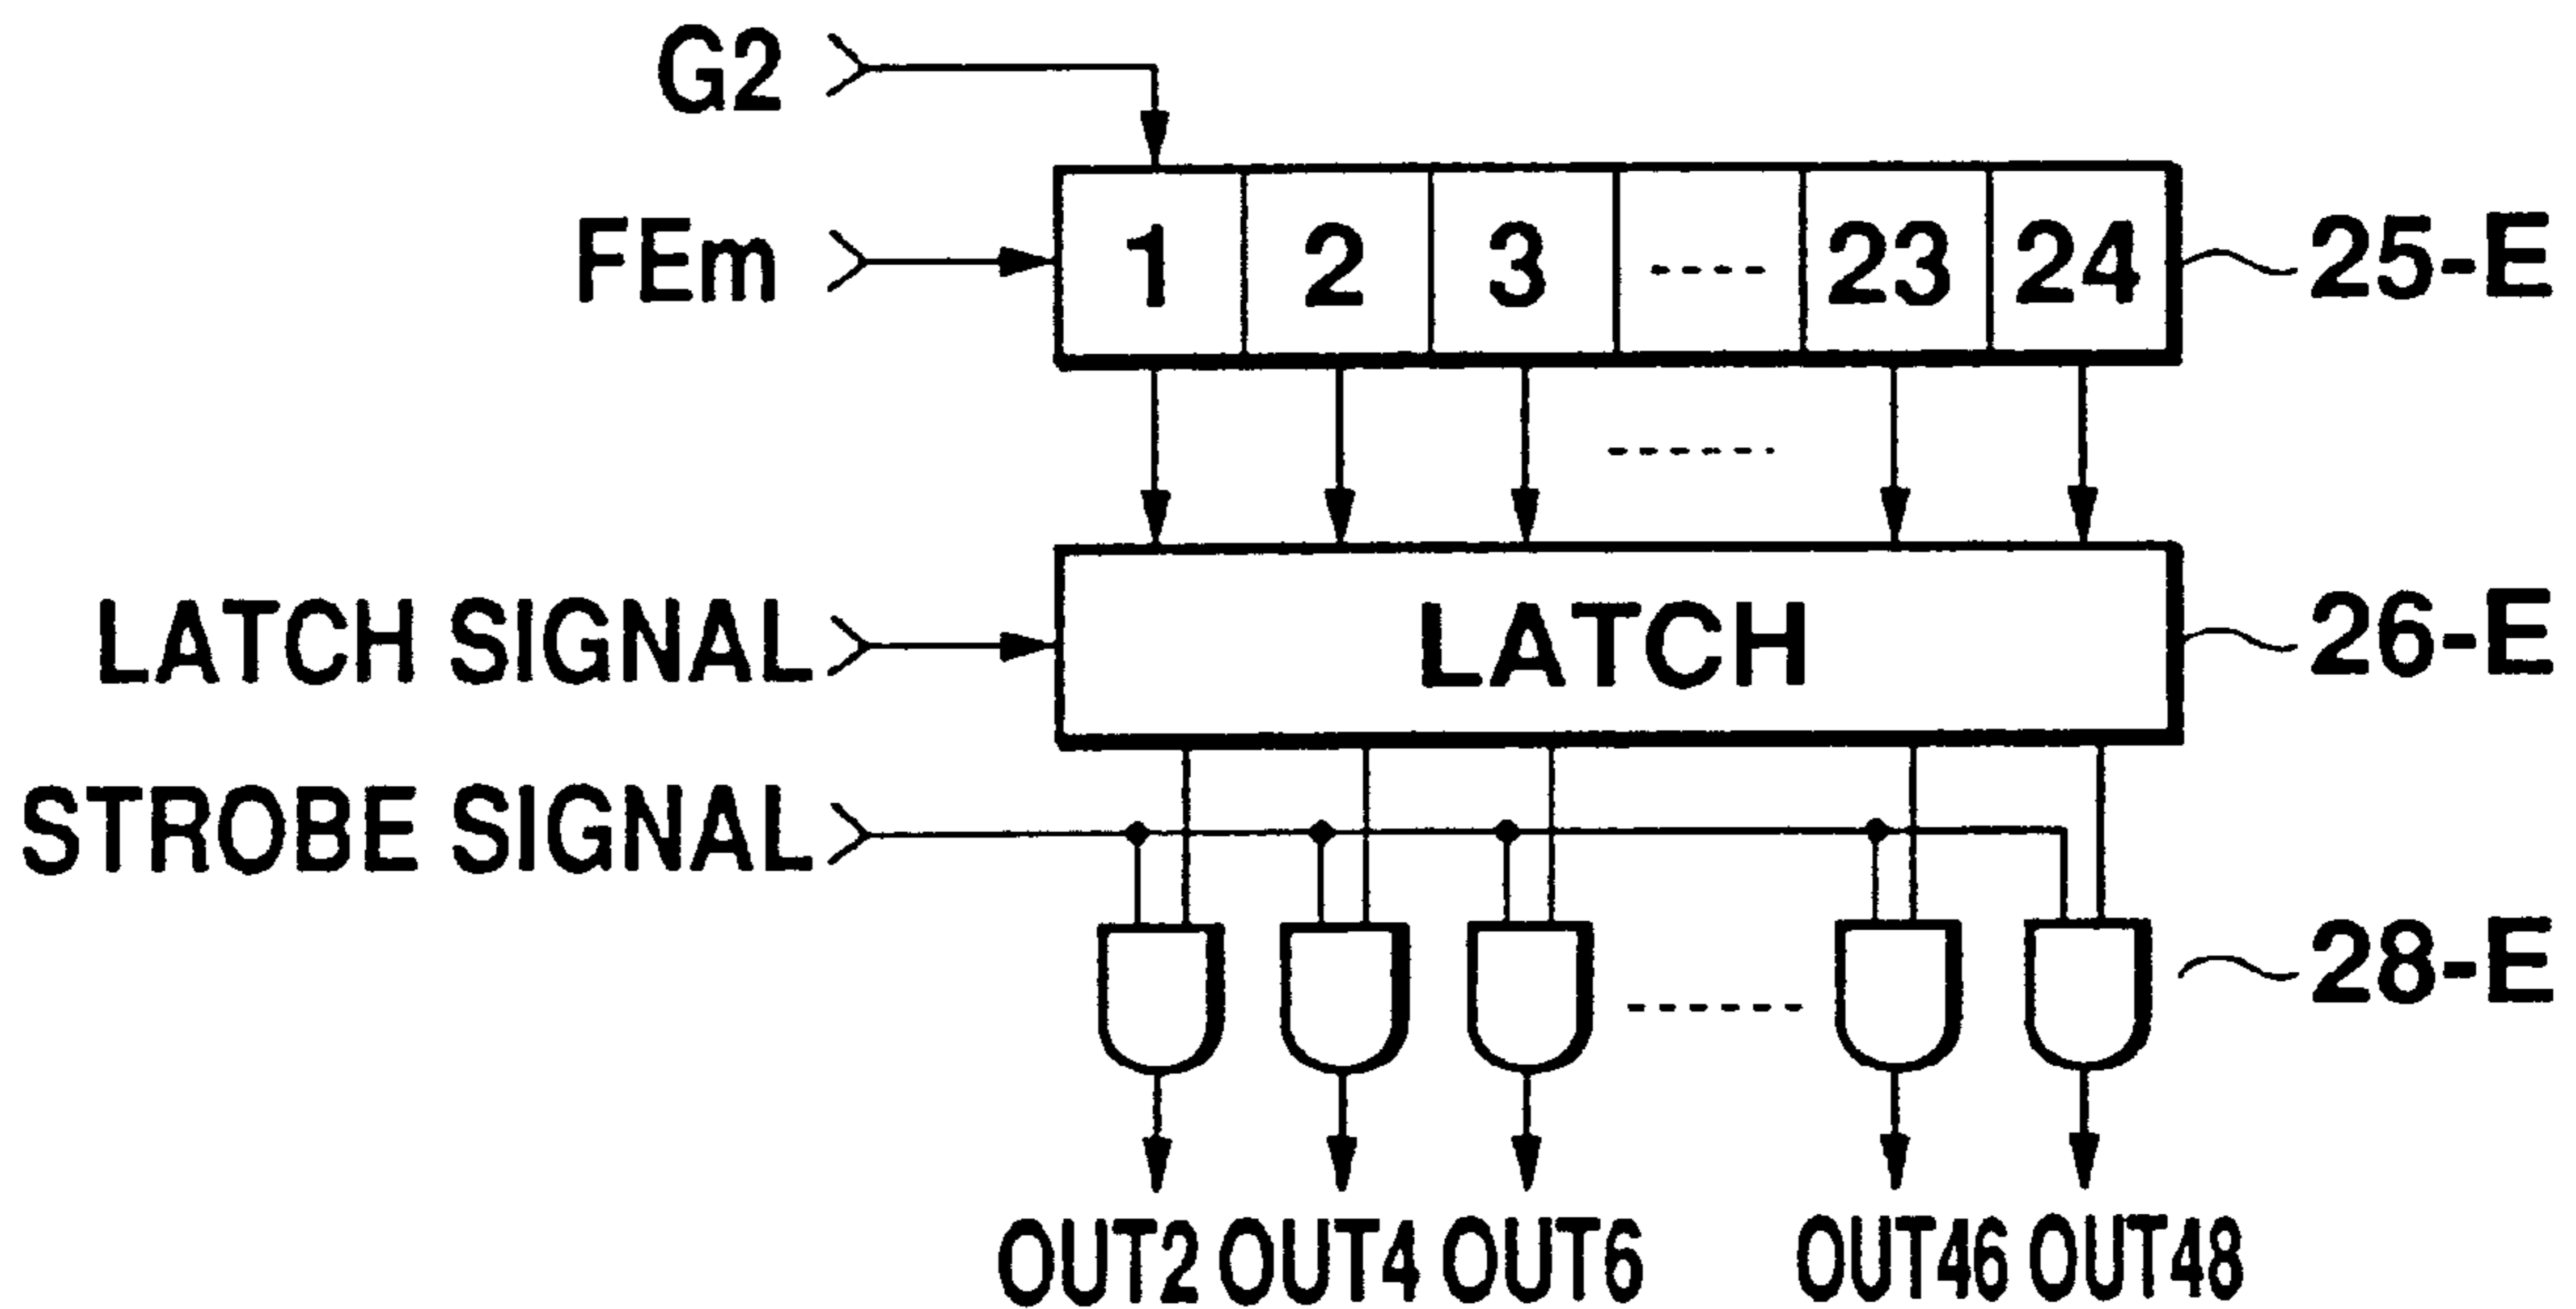 G2
FEm
1 2 3 23 24
25-E
LATCH SIGNAL
LATCH
26-E
STROBE SIGNAL
28-E
OUT2 OUT4 OUT6 OUT46 OUT48